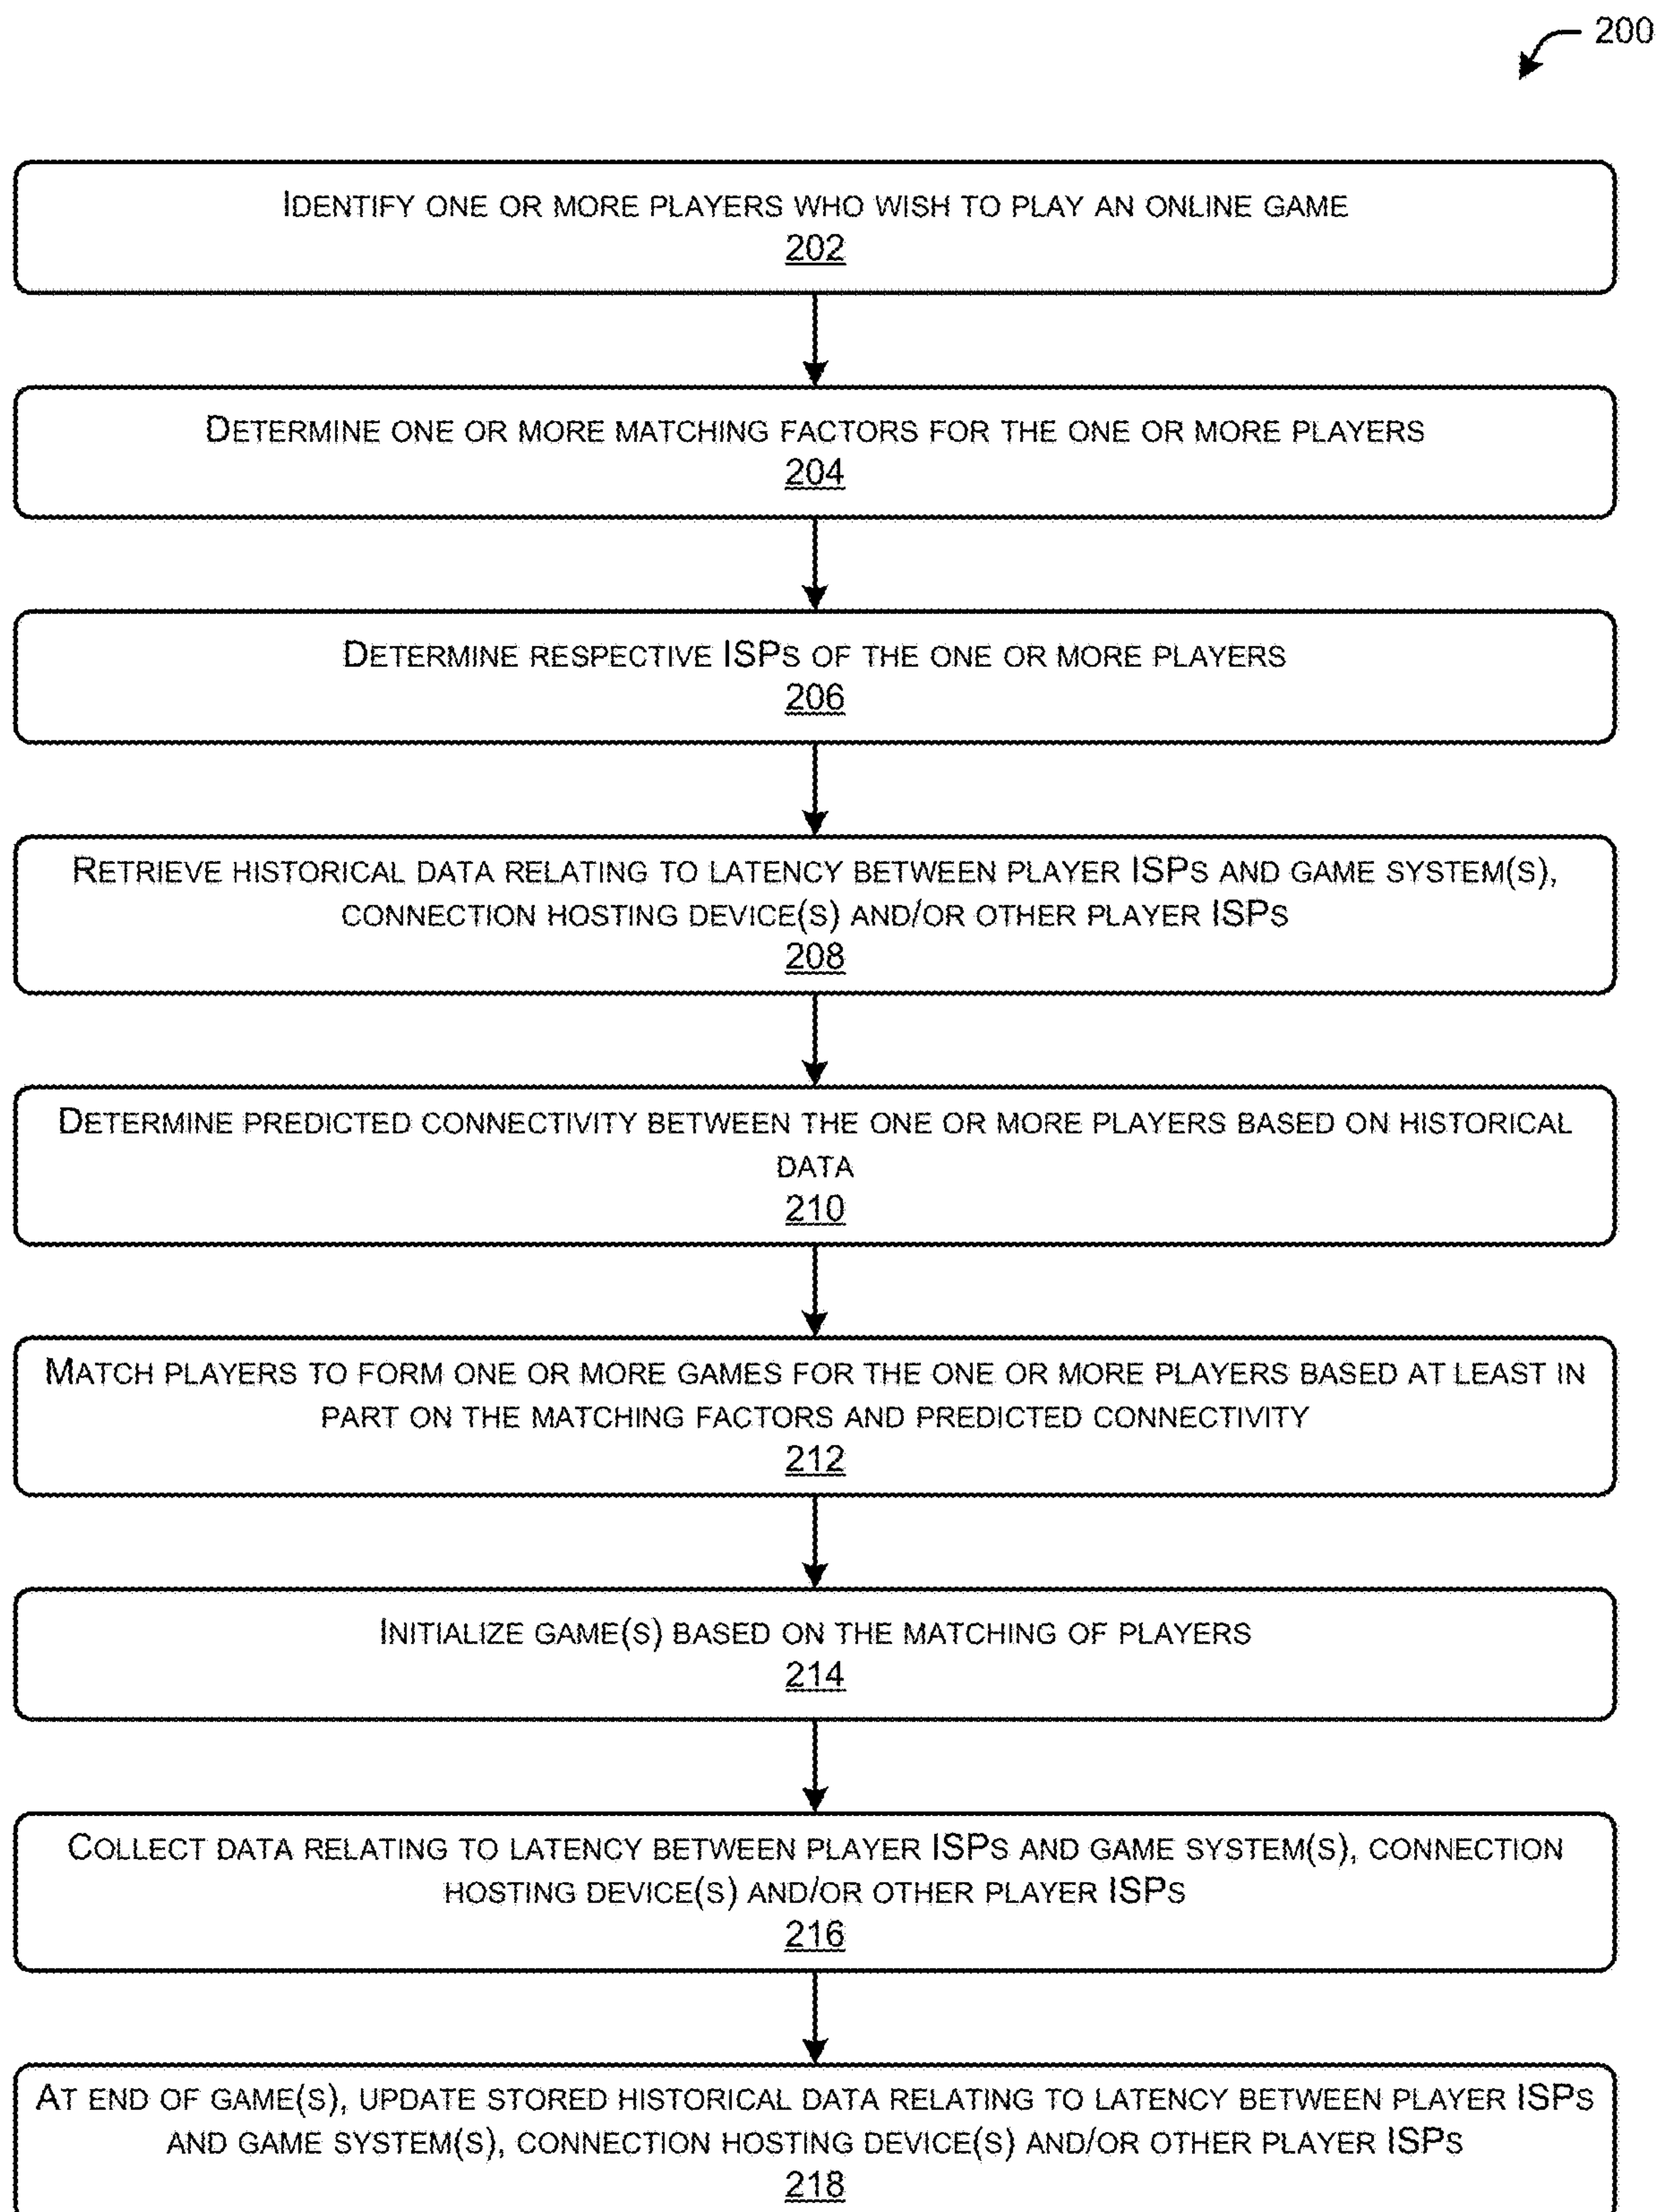 200
IDENTIFY ONE OR MORE PLAYERS WHO WISH TO PLAY AN ONLINE GAME
202
DETERMINE ONE OR MORE MATCHING FACTORS FOR THE ONE OR MORE PLAYERS
204
DETERMINE RESPECTIVE ISPS OF THE ONE OR MORE PLAYERS
206
RETRIEVE HISTORICAL DATA RELATING TO LATENCY BETWEEN PLAYER ISPS AND GAME SYSTEM(S),
CONNECTION HOSTING DEVICE(S) AND/OR OTHER PLAYER ISPS
208
DETERMINE PREDICTED CONNECTIVITY BETWEEN THE ONE OR MORE PLAYERS BASED ON HISTORICAL
DATA
210
MATCH PLAYERS TO FORM ONE OR MORE GAMES FOR THE ONE OR MORE PLAYERS BASED AT LEAST IN
PART ON THE MATCHING FACTORS AND PREDICTED CONNECTIVITY
212
INITIALIZE GAME(S) BASED ON THE MATCHING OF PLAYERS
214
COLLECT DATA RELATING TO LATENCY BETWEEN PLAYER ISPS AND GAME SYSTEM(S), CONNECTION
HOSTING DEVICE(S) AND/OR OTHER PLAYER ISPS
216
AT END OF GAME(S), UPDATE STORED HISTORICAL DATA RELATING TO LATENCY BETWEEN PLAYER ISPS
AND GAME SYSTEM(S), CONNECTION HOSTING DEVICE(S) AND/OR OTHER PLAYER ISPS
218